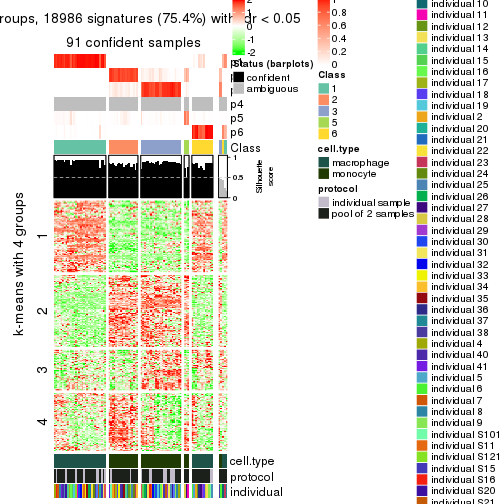 roups, 18986 signatures (75.4%) with fdr < 0.05
91 confident samples
p4
p5
p6
Class
1
0.5
0
Silhouette
score
k-means with 4 groups
1
2
3
4
cell.type
protocol
individual
2
1
0
-1
-2
Status (barplots)
confident
ambiguous
0.8
0.6
0.4
0.2
0
Class
1
2
3
5
6
cell.type
macrophage
monocyte
protocol
individual sample
pool of 2 samples
individual 10
individual 11
individual 12
individual 13
individual 14
individual 15
individual 16
individual 17
individual 18
individual 19
individual 2
individual 20
individual 21
individual 22
individual 23
individual 24
individual 25
individual 26
individual 27
individual 28
individual 29
individual 30
individual 31
individual 32
individual 33
individual 34
individual 35
individual 36
individual 37
individual 38
individual 4
individual 40
individual 41
individual 5
individual 6
individual 7
individual 8
individual 9
individual S101
individual S11
individual S121
individual S15
individual S16
individual S20
individual S21